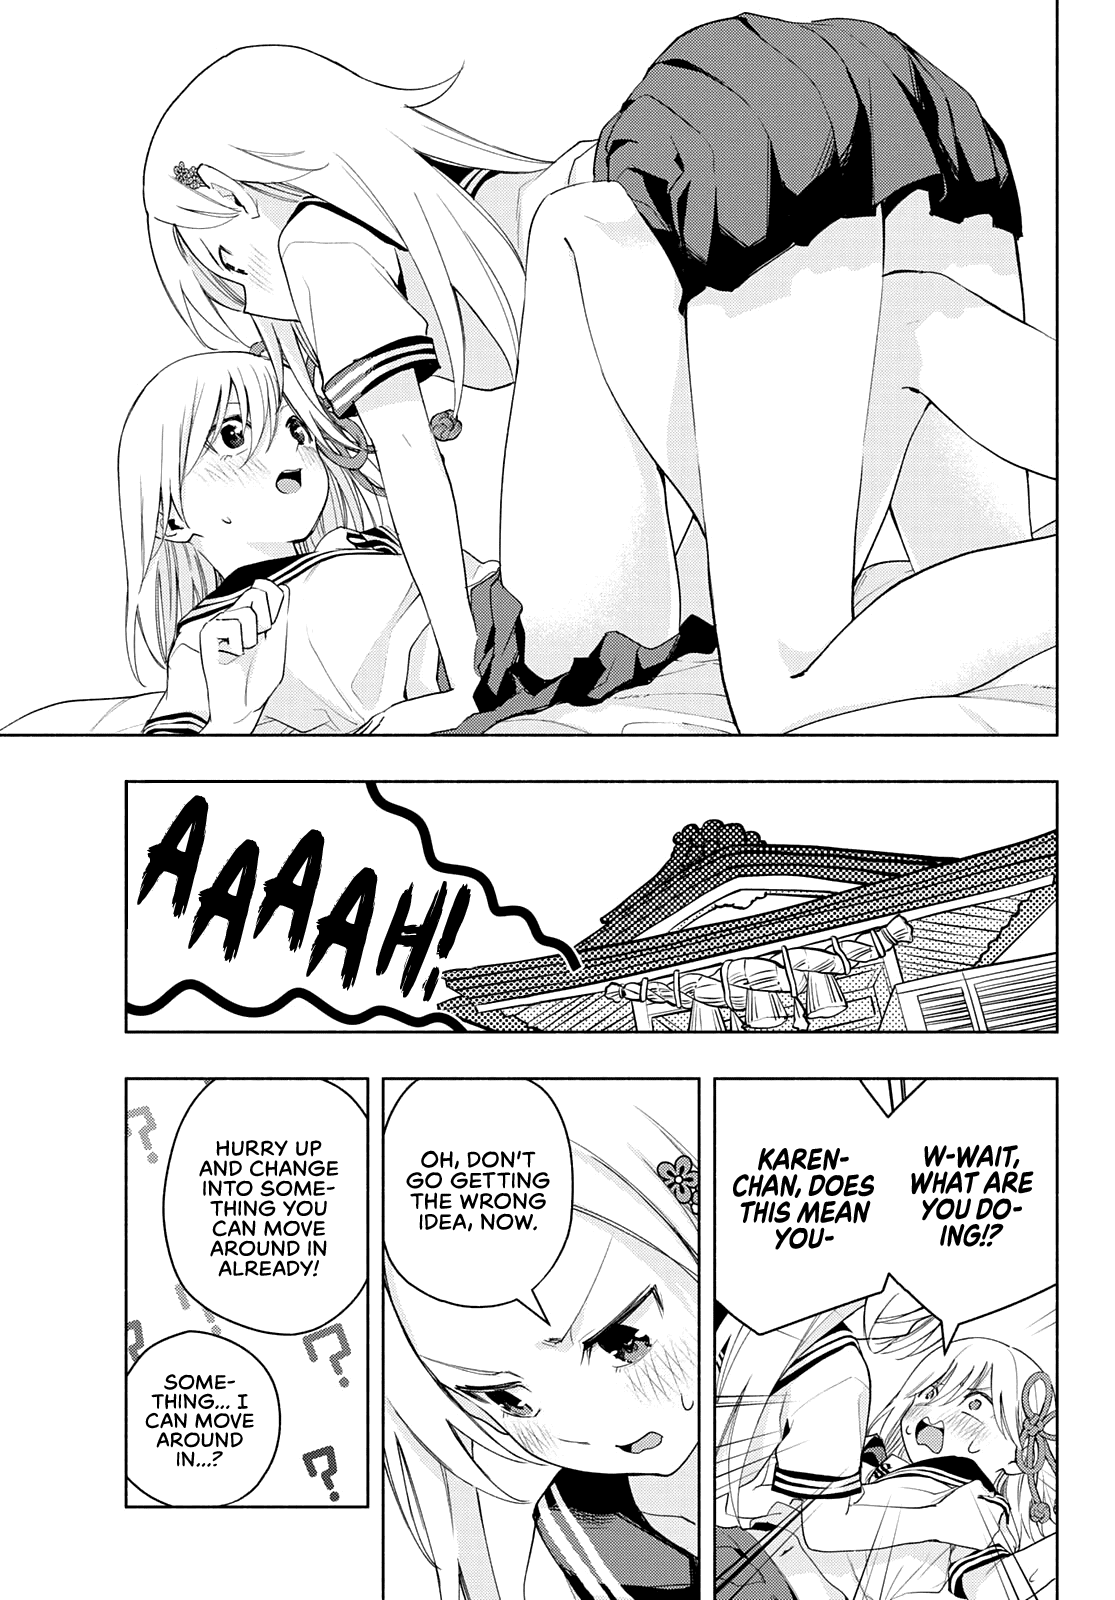 AAAAAH!
W-WAIT,
WHAT ARE
YOU DO-
ING!?
KAREN-
CHAN, DOES
THIS MEAN
YOU-
OH, DON'T
GO GETTING
THE WRONG
IDEA, NOW.
HURRY UP
AND CHANGE
INTO SOME-
THING YOU
CAN MOVE
AROUND IN
ALREADY!
?
?
?
?
?
SOME-
THING... I
CAN MOVE
AROUND
IN...?